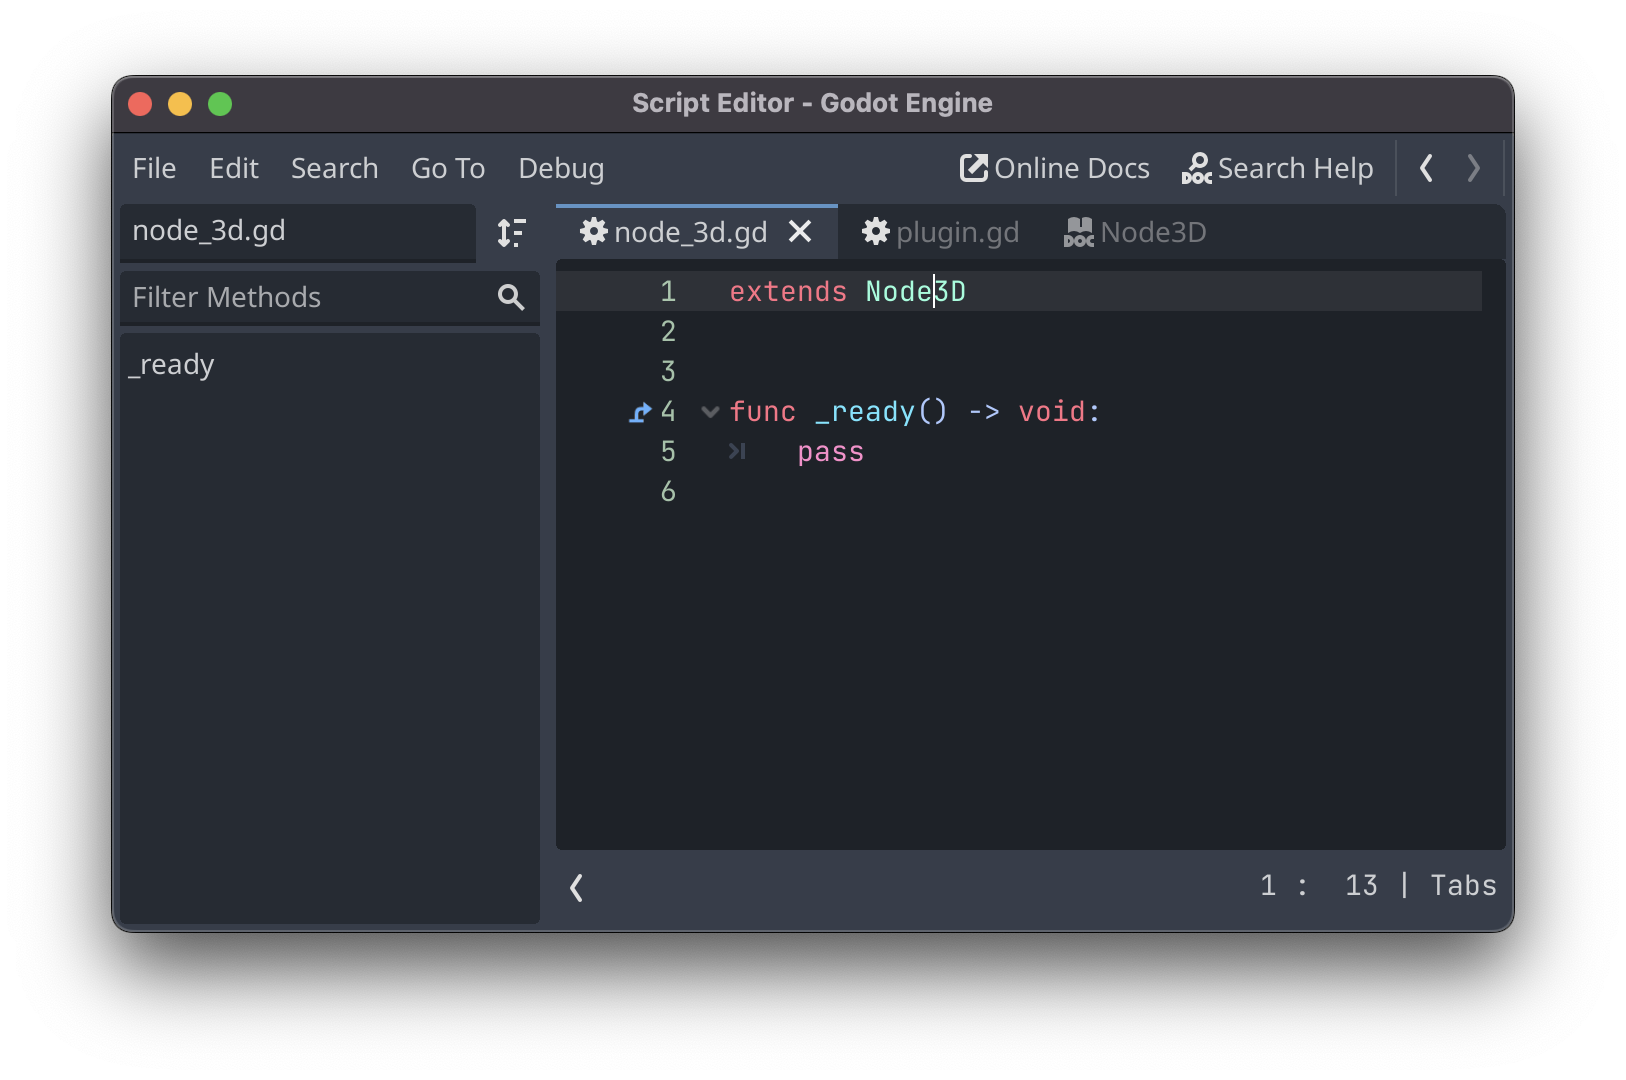 Script Editor - Godot Engine
File Edit Search Go To Debug Online Docs DOC Search Help
node_3d.gd
Filter Methods
_ready
node_3d.gd plugin.gd DOC Node3D
1 extends Node3D
2
3
4 func _ready() -> void:
5 pass
6
1 : 13 | Tabs